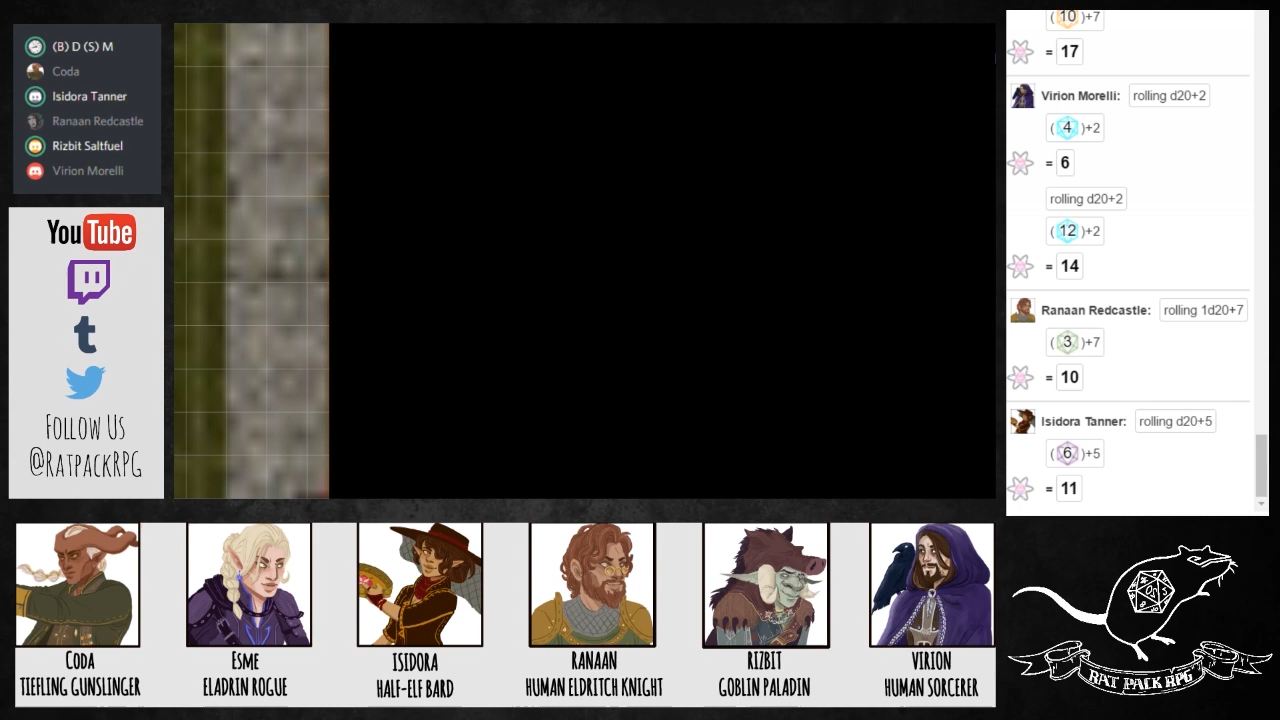 (B) D (S) M
Coda
Isidora Tanner
Ranaan Redcastle
Rizbit Saltfuel
Virion Morelli
YouTube
t
FOLLOW US
@RATPACKRPG
(10)+7
= 17
Virion Morelli: rolling d20+2
(4)+2
= 6
rolling d20+2
(12)+2
= 14
Ranaan Redcastle: rolling 1d20+7
(3)+7
= 10
Isidora Tanner: rolling d20+5
(6)+5
= 11
CODA
TIEFLING GUNSLINGER
ESME
ELADRIN ROGUE
ISIDORA
HALF-ELF BARD
RANAAN
HUMAN ELDRITCH KNIGHT
RIZBIT
GOBLIN PALADIN
VIRION
HUMAN SORCERER
RAT PACK RPG